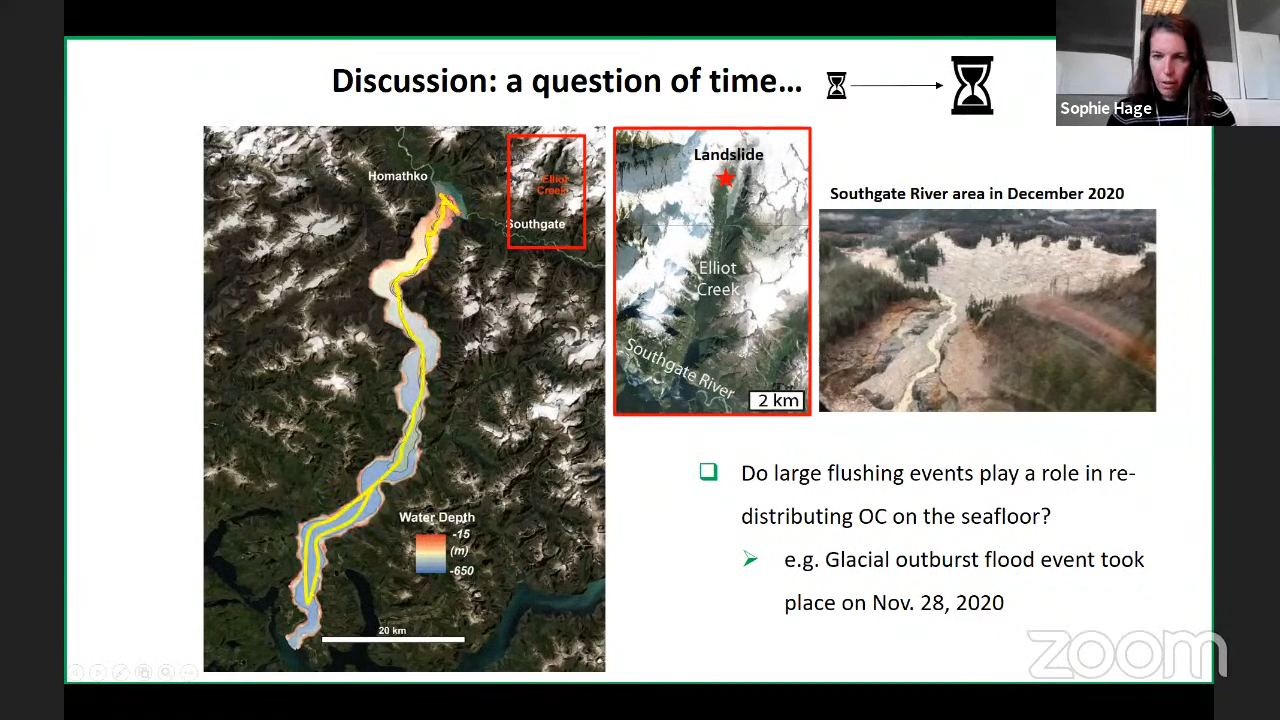 Discussion: a question of time...
Sophie Hage
Homathko
Elliot
Creek
Southgate
Water Depth
-15
(m)
-650
20 km
Landslide
Elliot
Creek
Southgate River
2 km
Southgate River area in December 2020
Do large flushing events play a role in re-
distributing OC on the seafloor?
e.g. Glacial outburst flood event took
place on Nov. 28, 2020
zoom